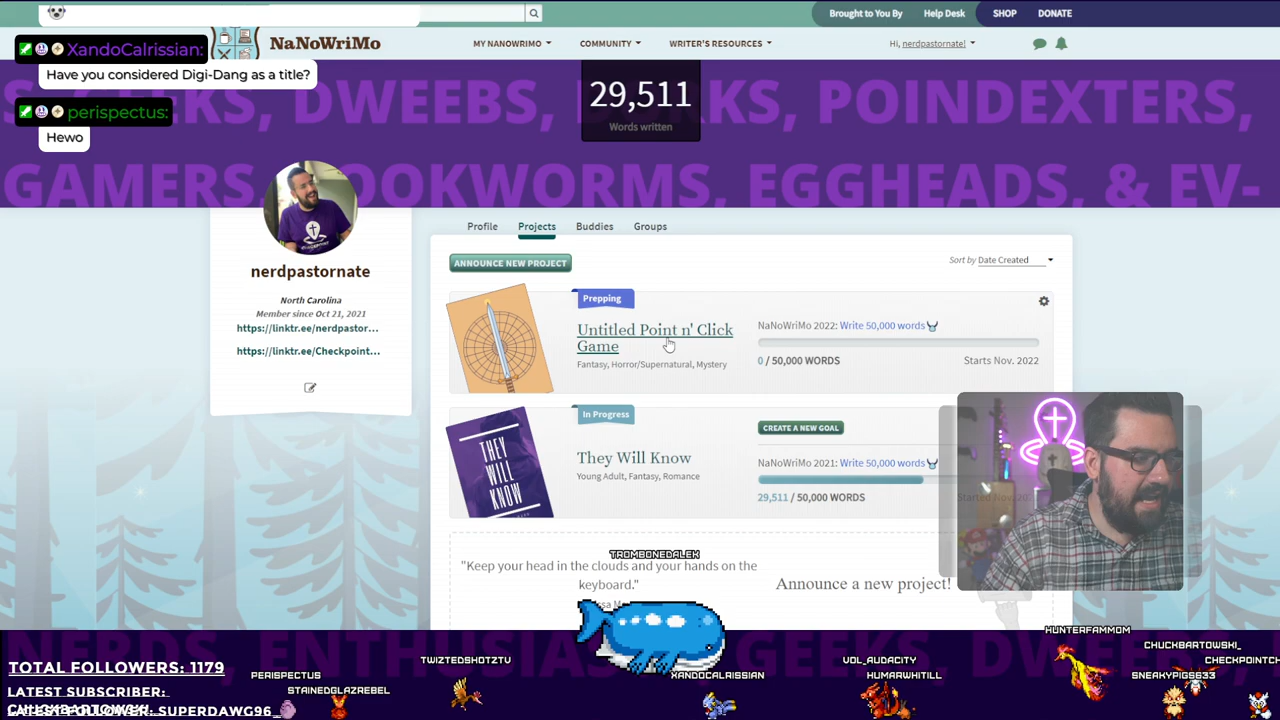 Brought to You By
Help Desk
SHOP
DONATE
NaNoWriMo
MY NANOWRIMO
COMMUNITY
WRITER'S RESOURCES
Hi, nerdpastornate!
XandoCalrissian:
Have you considered Digi-Dang as a title?
perispectus:
Hewo
DWEEBS,
POINDEXTERS,
GAMERS
EGGHEADS, & EV-
29,511
Words written
nerdpastornate
North Carolina
Member since Oct 21, 2021
https://linktr.ee/nerdpastor...
https://linktr.ee/Checkpoint...
Profile
Projects
Buddies
Groups
ANNOUNCE NEW PROJECT
Sort by Date Created
Prepping
Untitled Point n' Click
Game
Fantasy, Horror/Supernatural, Mystery
NaNoWriMo 2022: Write 50,000 words
0 / 50,000 WORDS
Starts Nov. 2022
THEY
WILL
KNOW
In Progress
They Will Know
Young Adult, Fantasy, Romance
CREATE A NEW GOAL
NaNoWriMo 2021: Write 50,000 words
29,511 / 50,000 WORDS
"Keep your head in the clouds and your hands on the
keyboard."
Announce a new project!
TROMBONEDALEK
TOTAL FOLLOWERS: 1179
LATEST SUBSCRIBER:
LATEST FOLLOWER: SUPERDAWG96_
PERISPECTUS
STAINEDGLAZREBEL
TWIZTEDSHOTZTU
XANDOCALRISSIAN
UDL_AUDACITY
HUMARWHITILL
HUNTERFAMMOM
CHUCKBARTOWSKI_
SNEAKYPIGS633
CHECKPOINTCH